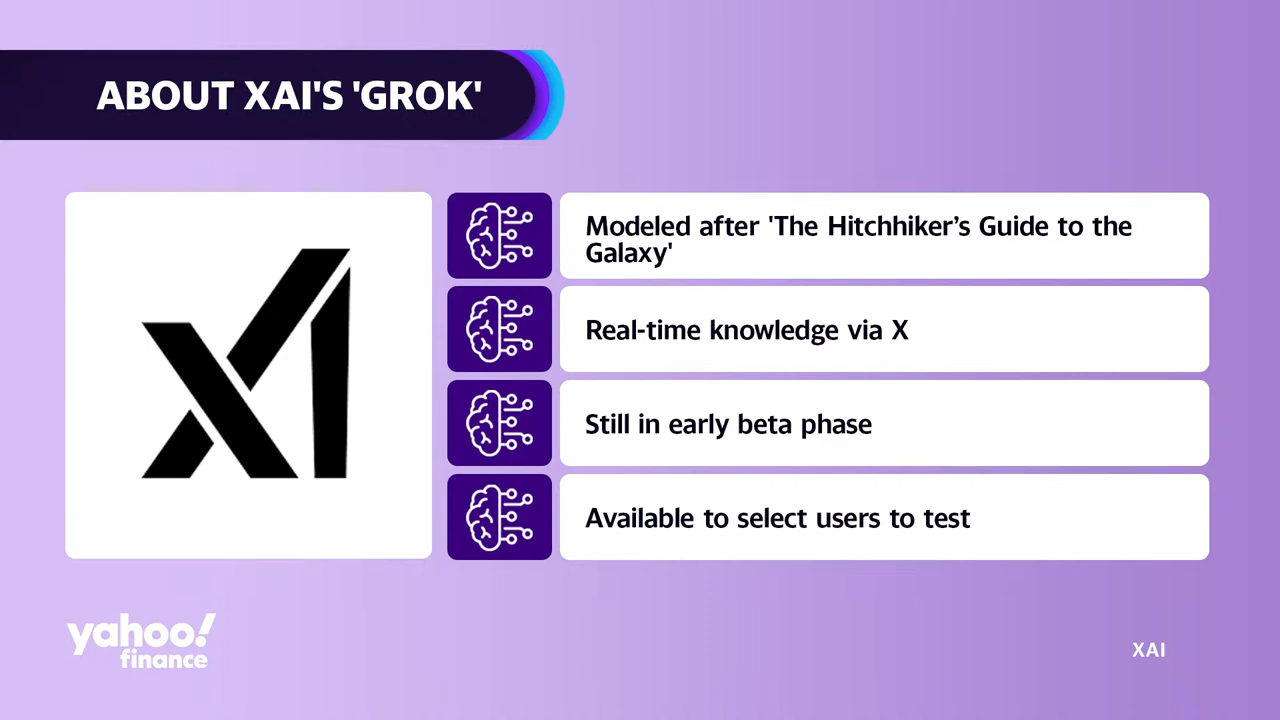 ABOUT XAI'S 'GROK'
Modeled after 'The Hitchhiker’s Guide to the
Galaxy'
Real-time knowledge via X
Still in early beta phase
Available to select users to test
yahoo!
finance
XAI